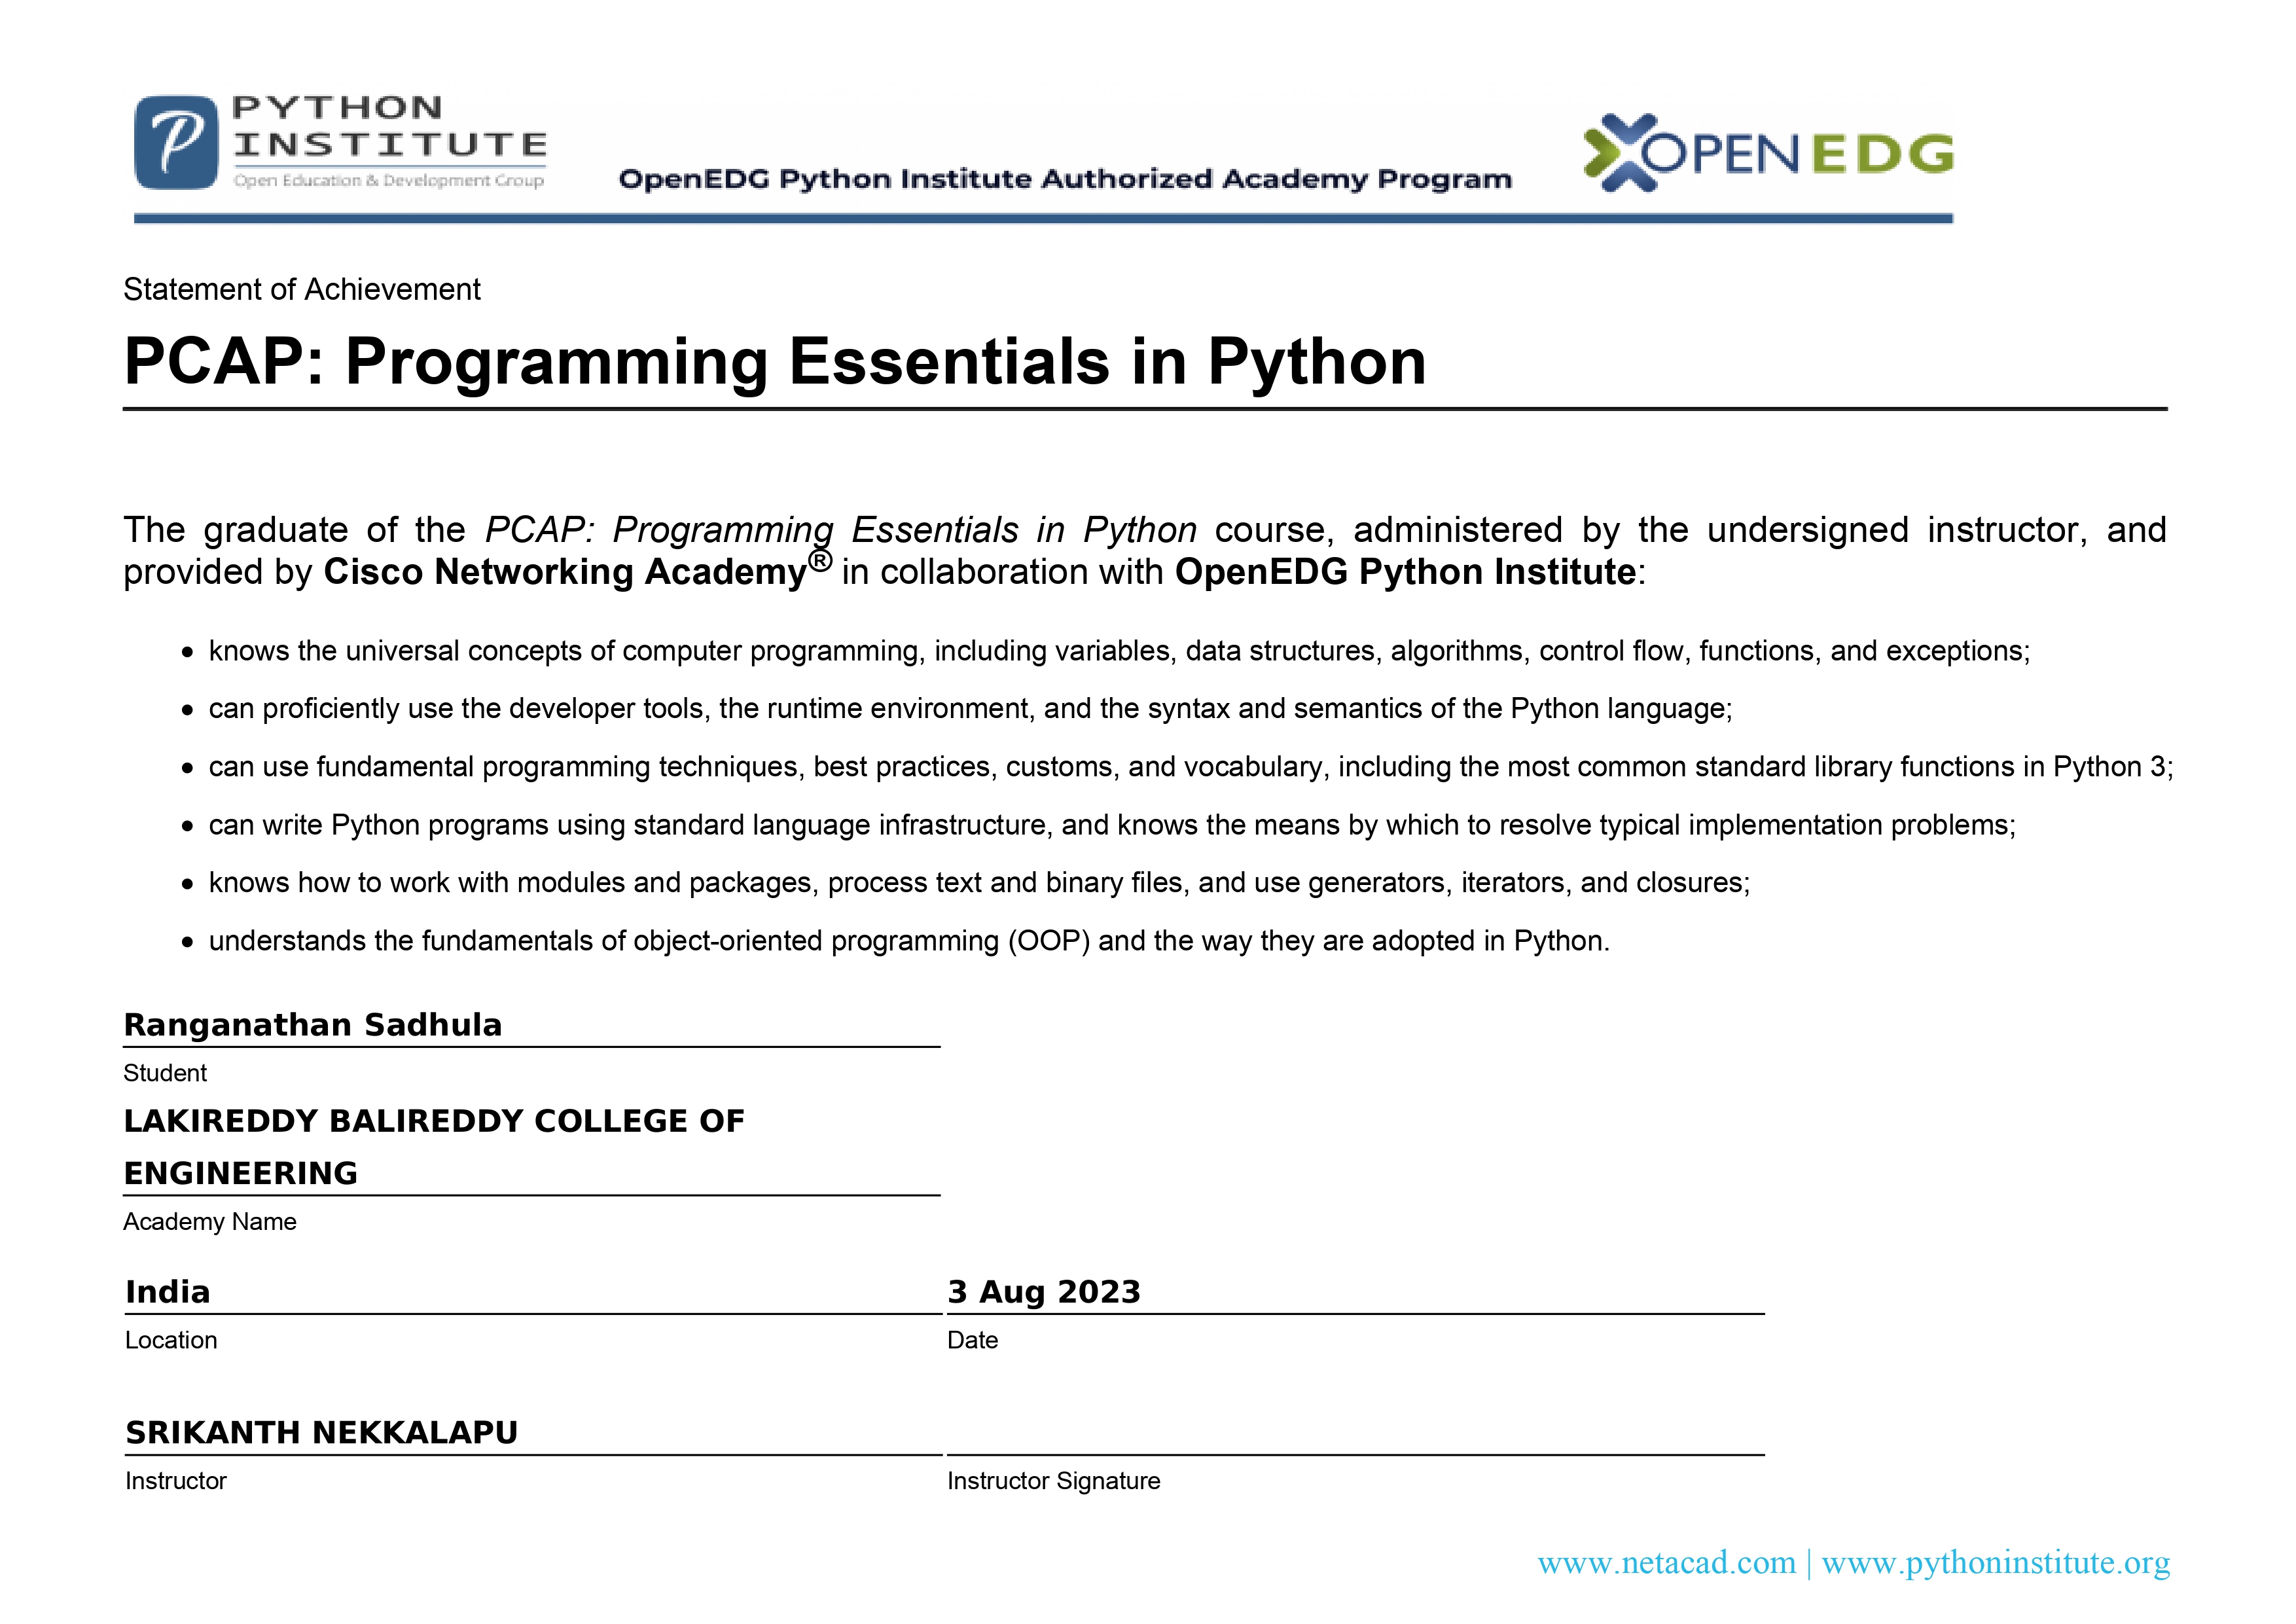 PYTHON
INSTITUTE
Open Education & Development Group
OpenEDG Python Institute Authorized Academy Program
OPENEDG
Statement of Achievement
PCAP: Programming Essentials in Python
The graduate of the PCAP: Programming Essentials in Python course, administered by the undersigned instructor, and
provided by Cisco Networking Academy® in collaboration with OpenEDG Python Institute:
• knows the universal concepts of computer programming, including variables, data structures, algorithms, control flow, functions, and exceptions;
• can proficiently use the developer tools, the runtime environment, and the syntax and semantics of the Python language;
• can use fundamental programming techniques, best practices, customs, and vocabulary, including the most common standard library functions in Python 3;
• can write Python programs using standard language infrastructure, and knows the means by which to resolve typical implementation problems;
• knows how to work with modules and packages, process text and binary files, and use generators, iterators, and closures;
• understands the fundamentals of object-oriented programming (OOP) and the way they are adopted in Python.
Ranganathan Sadhula
Student
LAKIREDDY BALIREDDY COLLEGE OF
ENGINEERING
Academy Name
India
Location
3 Aug 2023
Date
SRIKANTH NEKKALAPU
Instructor
Instructor Signature
www.netacad.com | www.pythoninstitute.org